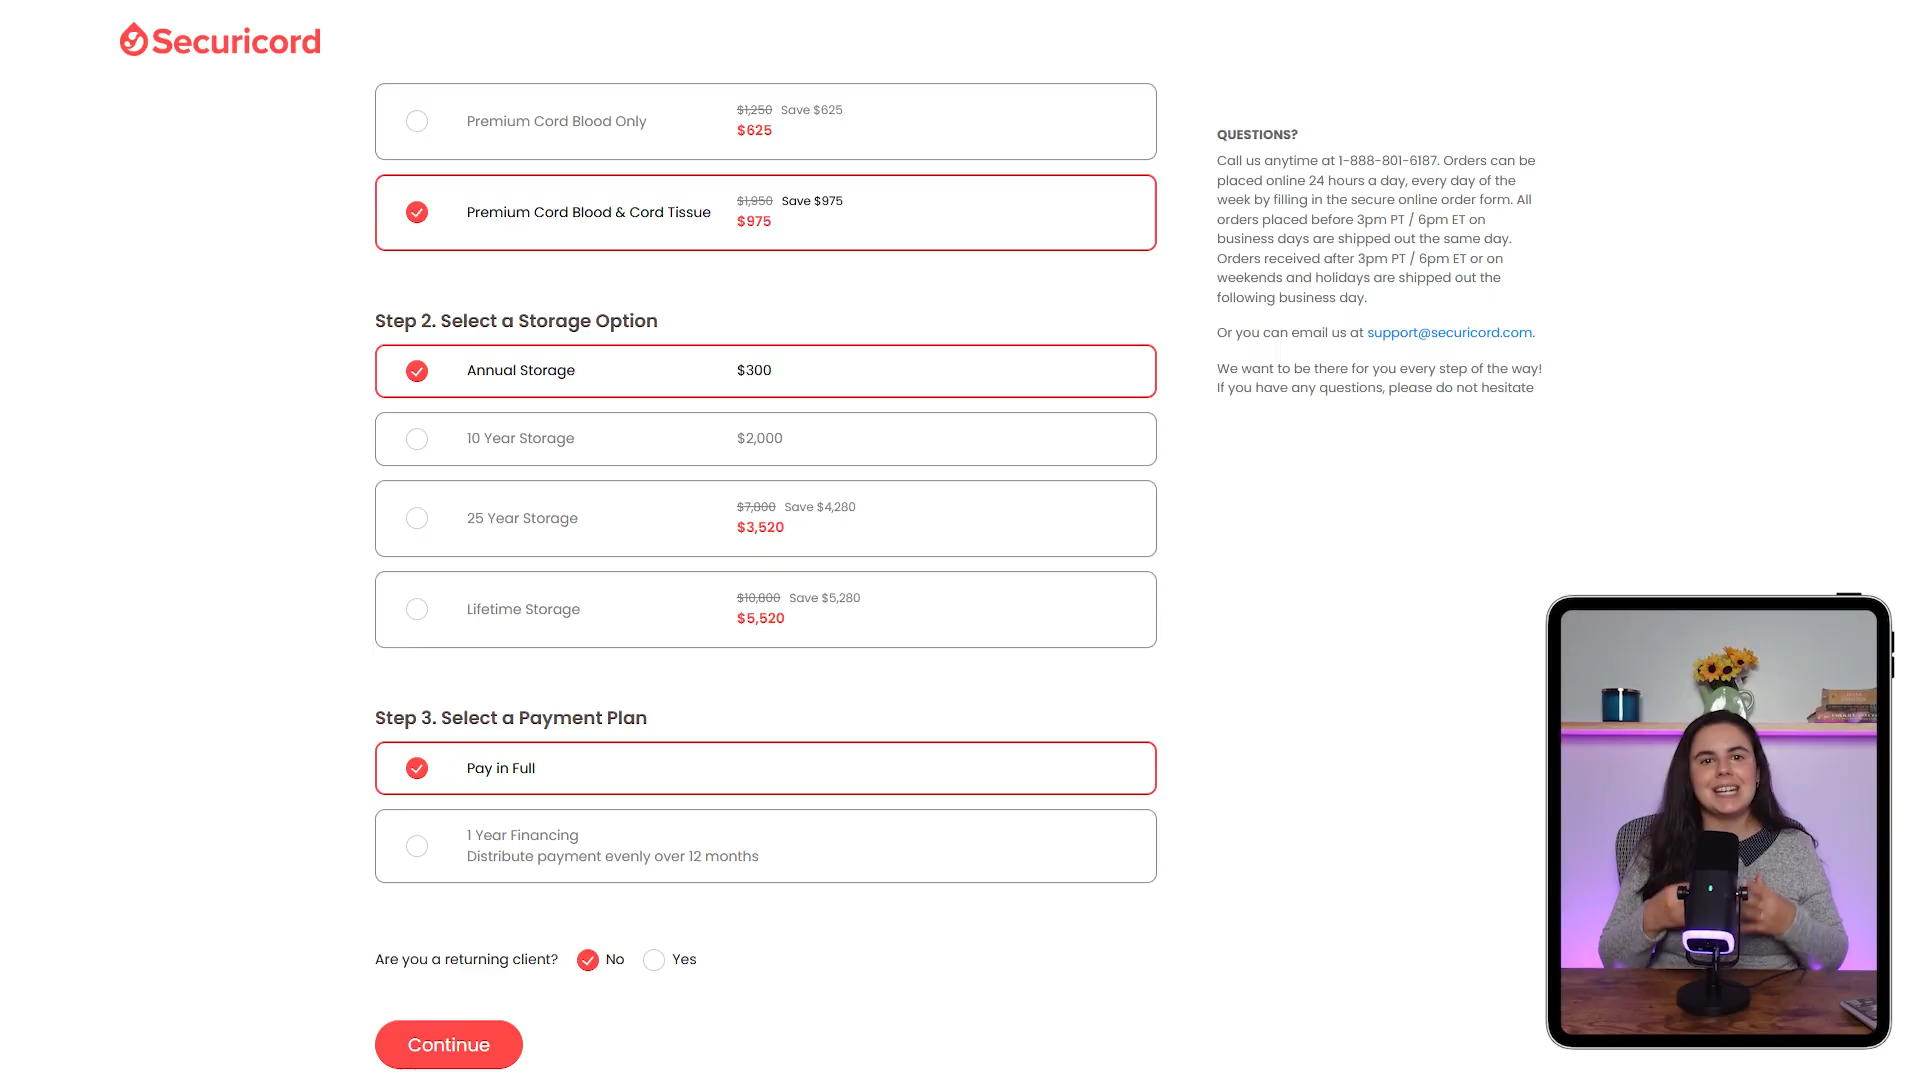 Securicord
Premium Cord Blood Only
$1,250 Save $625
$625
Premium Cord Blood & Cord Tissue
$1,950 Save $975
$975
Step 2. Select a Storage Option
Annual Storage $300
10 Year Storage $2,000
25 Year Storage
$7,800 Save $4,280
$3,520
Lifetime Storage
$10,800 Save $5,280
$5,520
Step 3. Select a Payment Plan
Pay in Full
1 Year Financing
Distribute payment evenly over 12 months
Are you a returning client? No Yes
Continue
QUESTIONS?
Call us anytime at 1-888-801-6187. Orders can be
placed online 24 hours a day, every day of the
week by filling in the secure online order form. All
orders placed before 3pm PT / 6pm ET on
business days are shipped out the same day.
Orders received after 3pm PT / 6pm ET or on
weekends and holidays are shipped out the
following business day.
Or you can email us at support@securicord.com.
We want to be there for you every step of the way!
If you have any questions, please do not hesitate